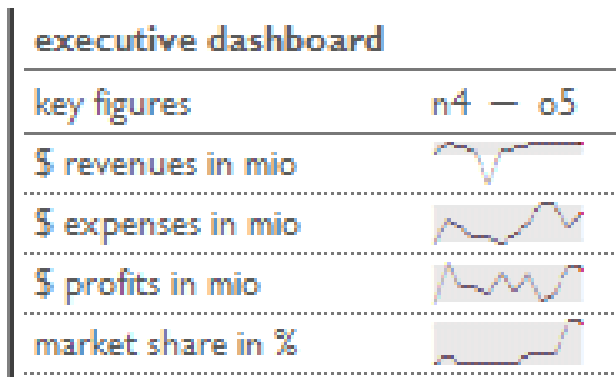 executive dashboard
key figures n4 — o5
$ revenues in mio
$ expenses in mio
$ profits in mio
market share in %